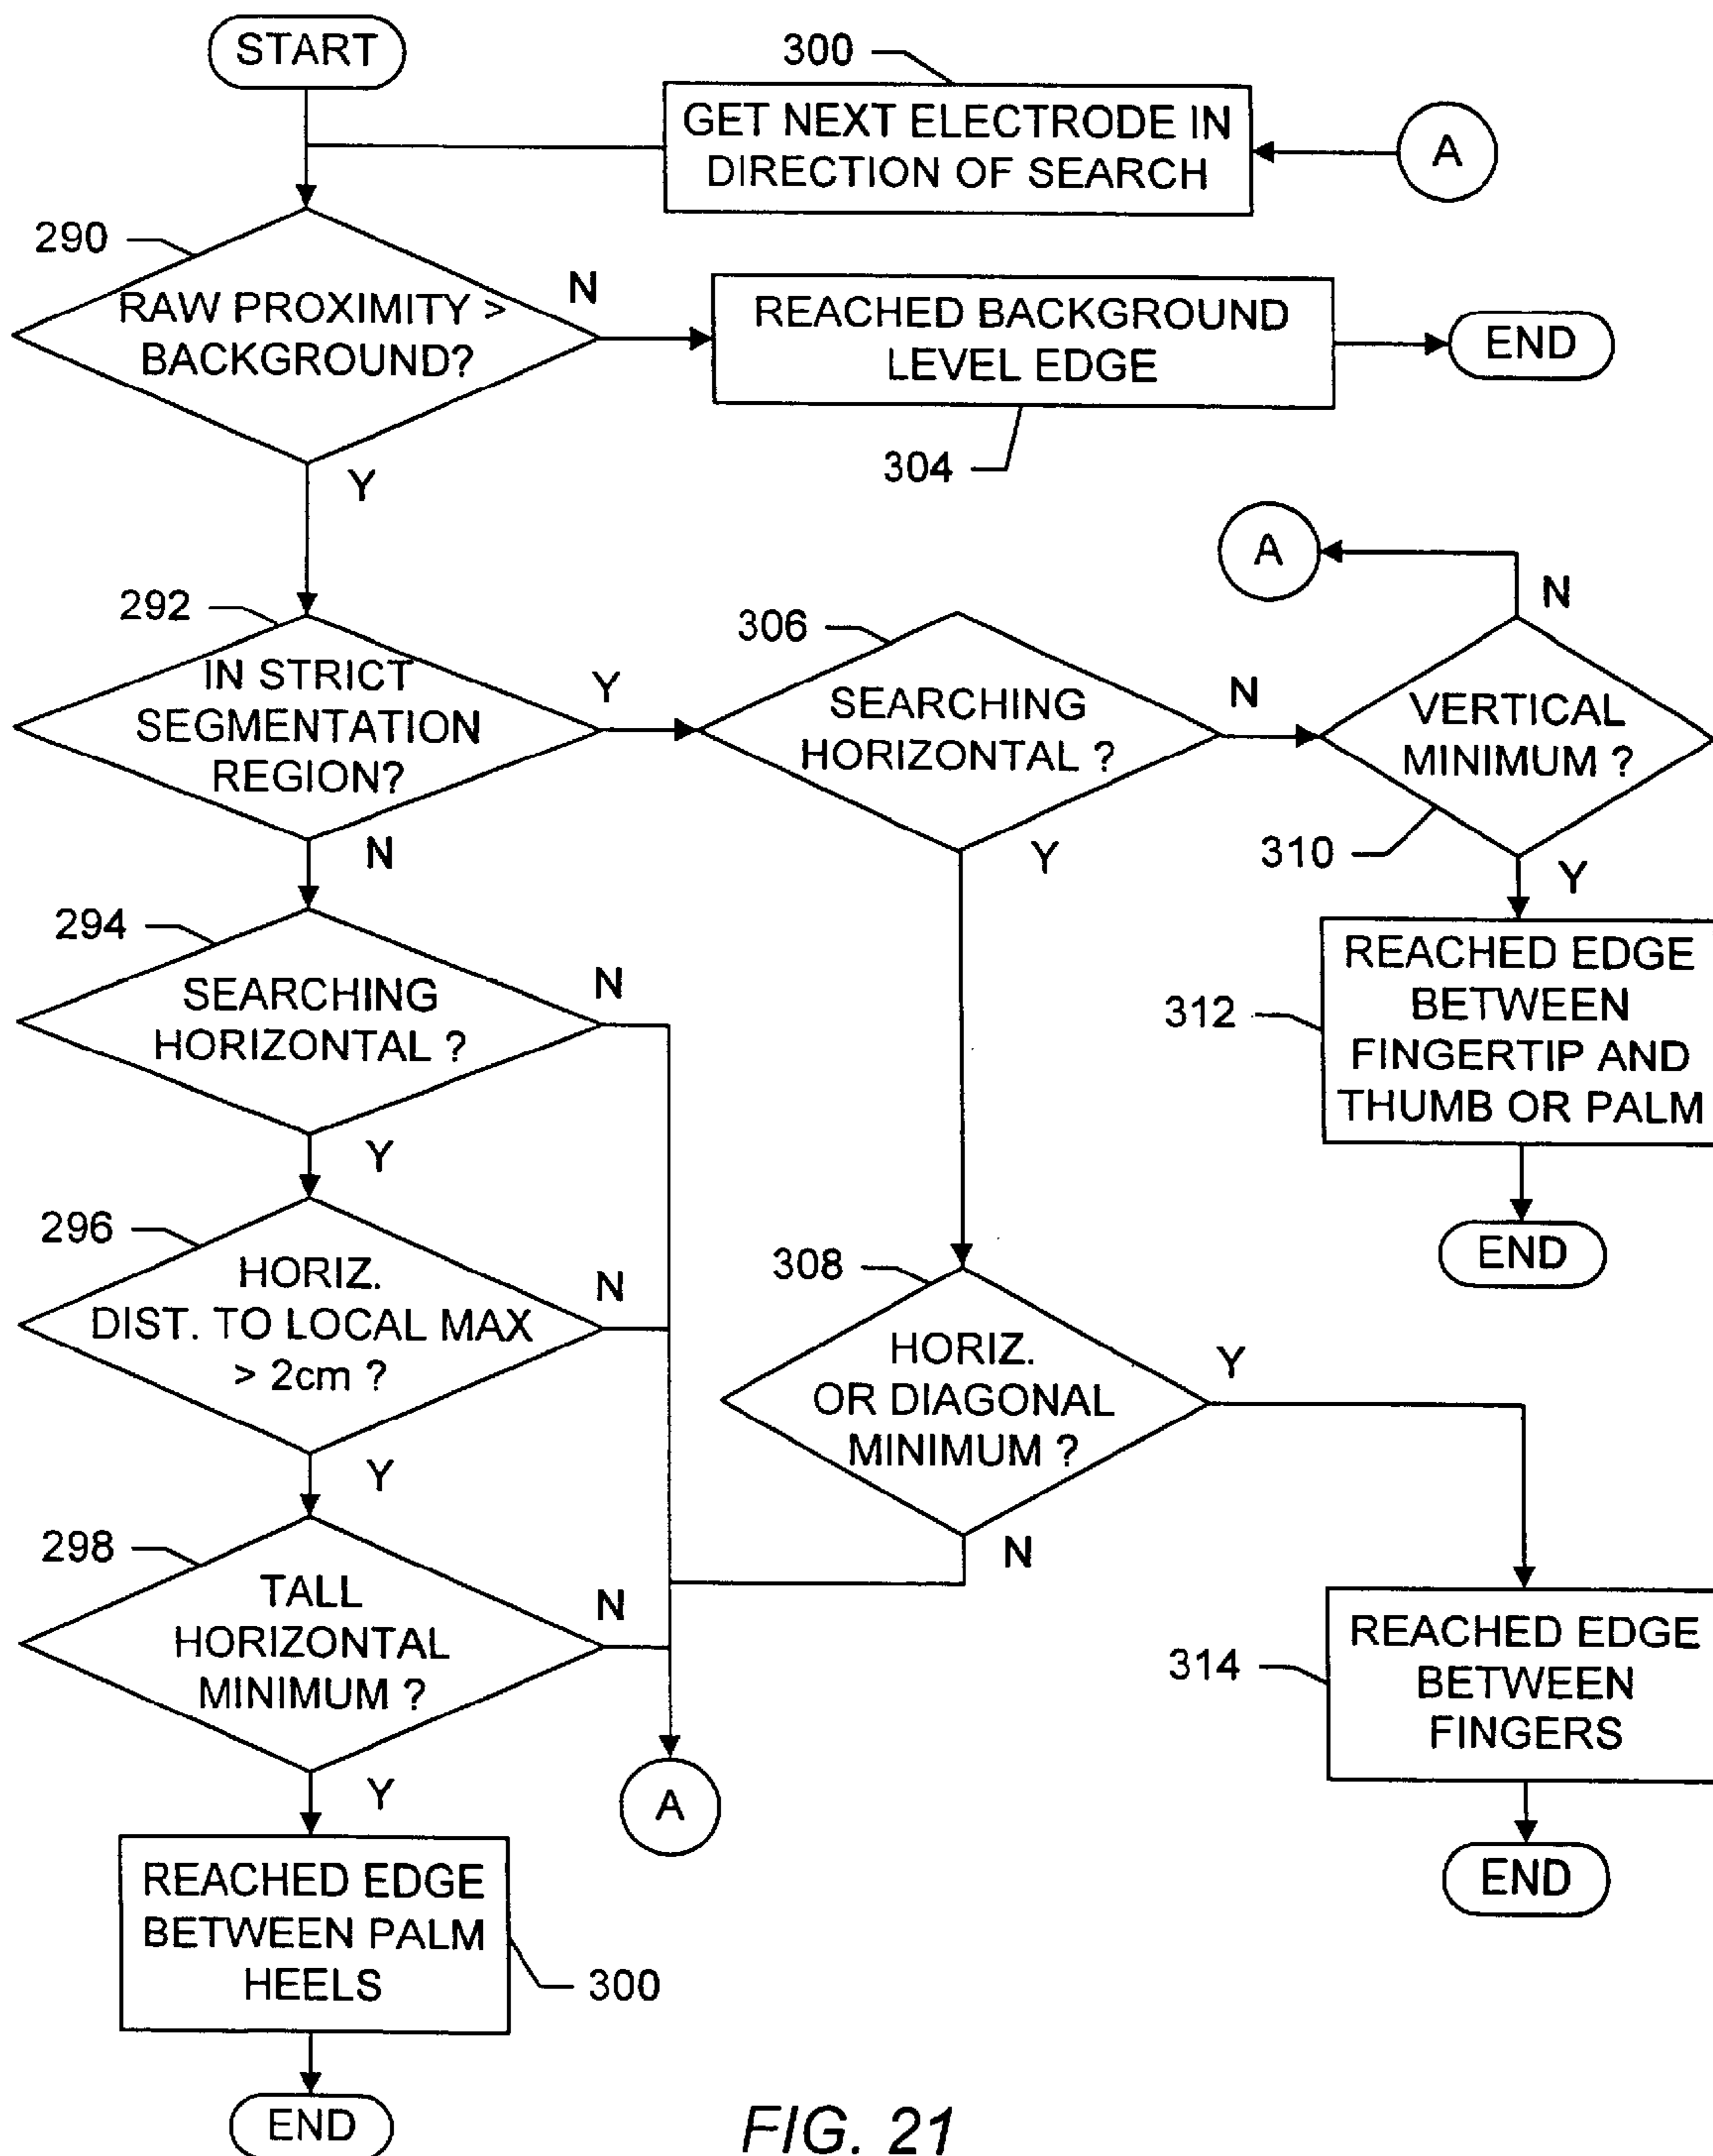 START
300
GET NEXT ELECTRODE IN
DIRECTION OF SEARCH
A
290
RAW PROXIMITY >
BACKGROUND?
N
Y
REACHED BACKGROUND
LEVEL EDGE
304
END
292
IN STRICT
SEGMENTATION
REGION?
Y
N
306
SEARCHING
HORIZONTAL ?
N
Y
A
N
VERTICAL
MINIMUM ?
310
Y
312
REACHED EDGE
BETWEEN
FINGERTIP AND
THUMB OR PALM
END
294
SEARCHING
HORIZONTAL ?
N
Y
296
HORIZ.
DIST. TO LOCAL MAX
> 2cm ?
N
Y
308
HORIZ.
OR DIAGONAL
MINIMUM ?
Y
N
298
TALL
HORIZONTAL
MINIMUM ?
N
Y
A
314
REACHED EDGE
BETWEEN
FINGERS
END
REACHED EDGE
BETWEEN PALM
HEELS
300
END
FIG. 21